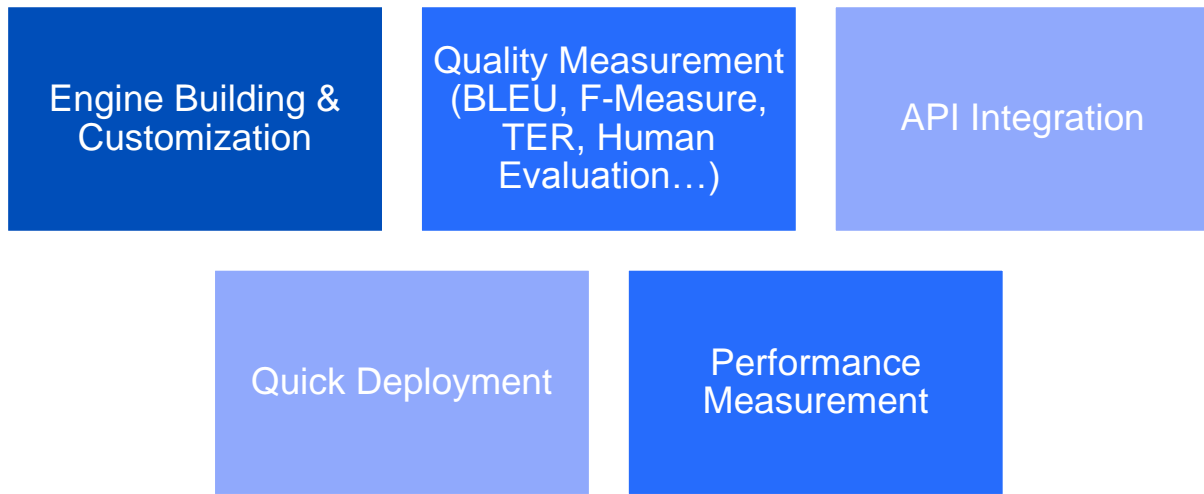 Engine Building &
Customization
Quality Measurement
(BLEU, F-Measure,
TER, Human
Evaluation…)
API Integration
Quick Deployment
Performance
Measurement